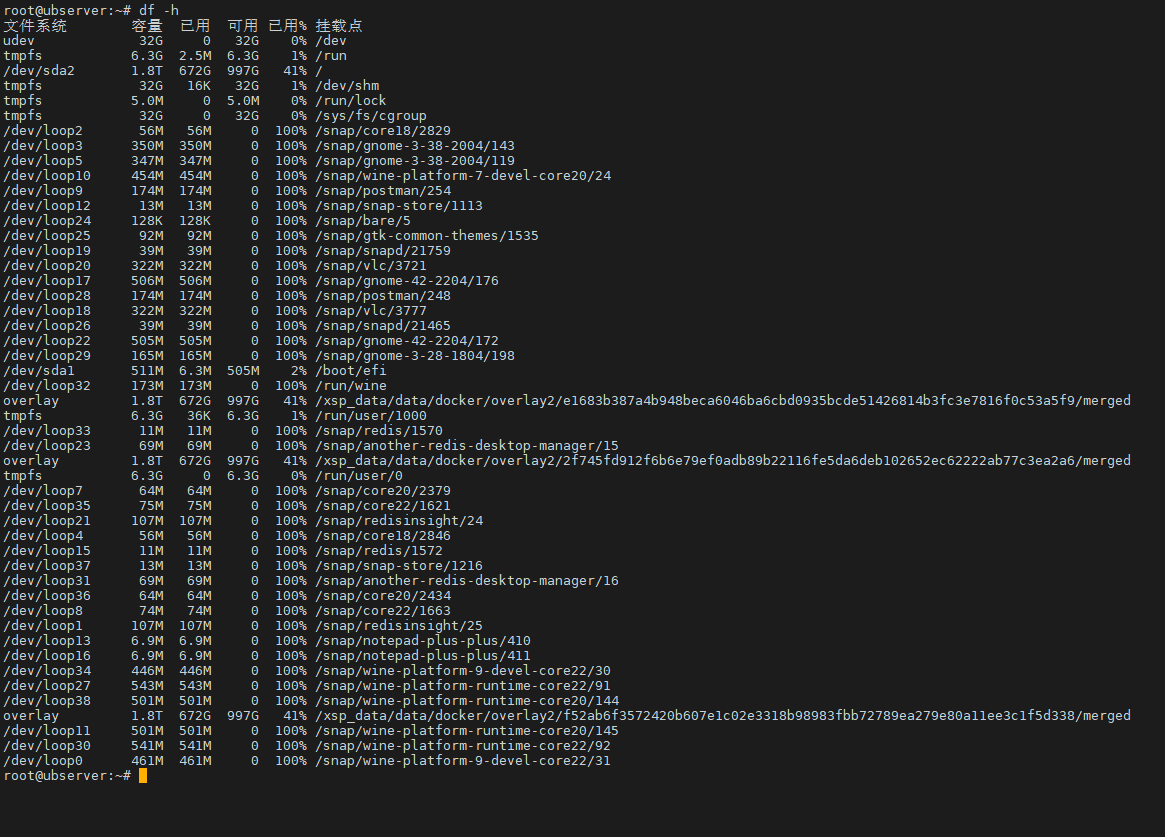 root@ubserver:~# df -h
文件系统        容量  已用  可用 已用% 挂载点
udev             32G     0   32G    0% /dev
tmpfs           6.3G  2.5M  6.3G    1% /run
/dev/sda2       1.8T  672G  997G   41% /
tmpfs            32G   16K   32G    1% /dev/shm
tmpfs           5.0M     0  5.0M    0% /run/lock
tmpfs            32G     0   32G    0% /sys/fs/cgroup
/dev/loop2       56M   56M     0  100% /snap/core18/2829
/dev/loop3      350M  350M     0  100% /snap/gnome-3-38-2004/143
/dev/loop5      347M  347M     0  100% /snap/gnome-3-38-2004/119
/dev/loop10     454M  454M     0  100% /snap/wine-platform-7-devel-core20/24
/dev/loop9      174M  174M     0  100% /snap/postman/254
/dev/loop12      13M   13M     0  100% /snap/snap-store/1113
/dev/loop24     128K  128K     0  100% /snap/bare/5
/dev/loop25      92M   92M     0  100% /snap/gtk-common-themes/1535
/dev/loop19      39M   39M     0  100% /snap/snapd/21759
/dev/loop20     322M  322M     0  100% /snap/vlc/3721
/dev/loop17     506M  506M     0  100% /snap/gnome-42-2204/176
/dev/loop28     174M  174M     0  100% /snap/postman/248
/dev/loop18     322M  322M     0  100% /snap/vlc/3777
/dev/loop26      39M   39M     0  100% /snap/snapd/21465
/dev/loop22     505M  505M     0  100% /snap/gnome-42-2204/172
/dev/loop29     165M  165M     0  100% /snap/gnome-3-28-1804/198
/dev/sda1       511M  6.3M  505M    2% /boot/efi
/dev/loop32     173M  173M     0  100% /run/wine
overlay         1.8T  672G  997G   41% /xsp_data/data/docker/overlay2/e1683b387a4b948beca6046ba6cbd0935bcde51426814b3fc3e7816f0c53a5f9/merged
tmpfs           6.3G   36K  6.3G    1% /run/user/1000
/dev/loop33      11M   11M     0  100% /snap/redis/1570
/dev/loop23      69M   69M     0  100% /snap/another-redis-desktop-manager/15
overlay         1.8T  672G  997G   41% /xsp_data/data/docker/overlay2/2f745fd912f6b6e79ef0adb89b22116fe5da6deb102652ec62222ab77c3ea2a6/merged
tmpfs           6.3G     0  6.3G    0% /run/user/0
/dev/loop7       64M   64M     0  100% /snap/core20/2379
/dev/loop35      75M   75M     0  100% /snap/core22/1621
/dev/loop21     107M  107M     0  100% /snap/redisinsight/24
/dev/loop4       56M   56M     0  100% /snap/core18/2846
/dev/loop15      11M   11M     0  100% /snap/redis/1572
/dev/loop37      13M   13M     0  100% /snap/snap-store/1216
/dev/loop31      69M   69M     0  100% /snap/another-redis-desktop-manager/16
/dev/loop36      64M   64M     0  100% /snap/core20/2434
/dev/loop8       74M   74M     0  100% /snap/core22/1663
/dev/loop1      107M  107M     0  100% /snap/redisinsight/25
/dev/loop13     6.9M  6.9M     0  100% /snap/notepad-plus-plus/410
/dev/loop16     6.9M  6.9M     0  100% /snap/notepad-plus-plus/411
/dev/loop34     446M  446M     0  100% /snap/wine-platform-9-devel-core22/30
/dev/loop27     543M  543M     0  100% /snap/wine-platform-runtime-core22/91
/dev/loop38     501M  501M     0  100% /snap/wine-platform-runtime-core20/144
overlay         1.8T  672G  997G   41% /xsp_data/data/docker/overlay2/f52ab6f3572420b607e1c02e3318b98983fbb72789ea279e80a11ee3c1f5d338/merged
/dev/loop11     501M  501M     0  100% /snap/wine-platform-runtime-core20/145
/dev/loop30     541M  541M     0  100% /snap/wine-platform-runtime-core22/92
/dev/loop0      461M  461M     0  100% /snap/wine-platform-9-devel-core22/31
root@ubserver:~#